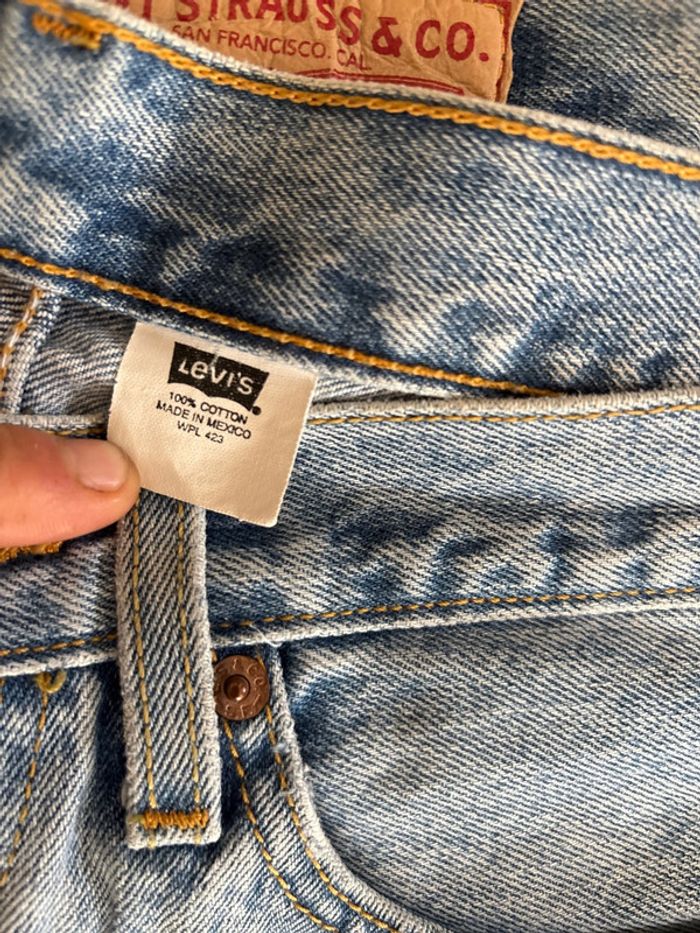 STRAUSS & CO.
SAN FRANCISCO, CAL.
LEVI'S
100% COTTON
MADE IN MEXICO
WPL 423